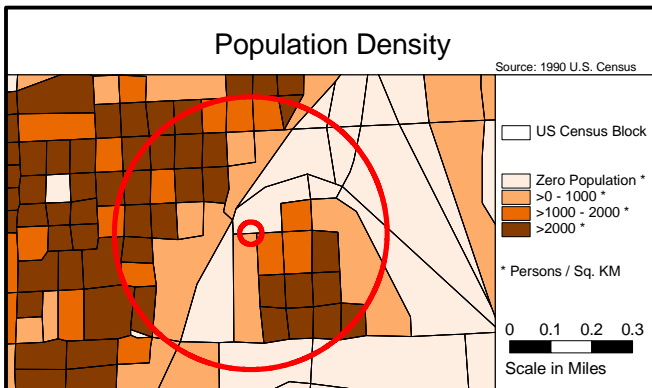 Population Density
Source: 1990 U.S. Census
US Census Block
Zero Population *
>0 - 1000 *
>1000 - 2000 *
>2000 *
* Persons / Sq. KM
0 0.1 0.2 0.3
Scale in Miles